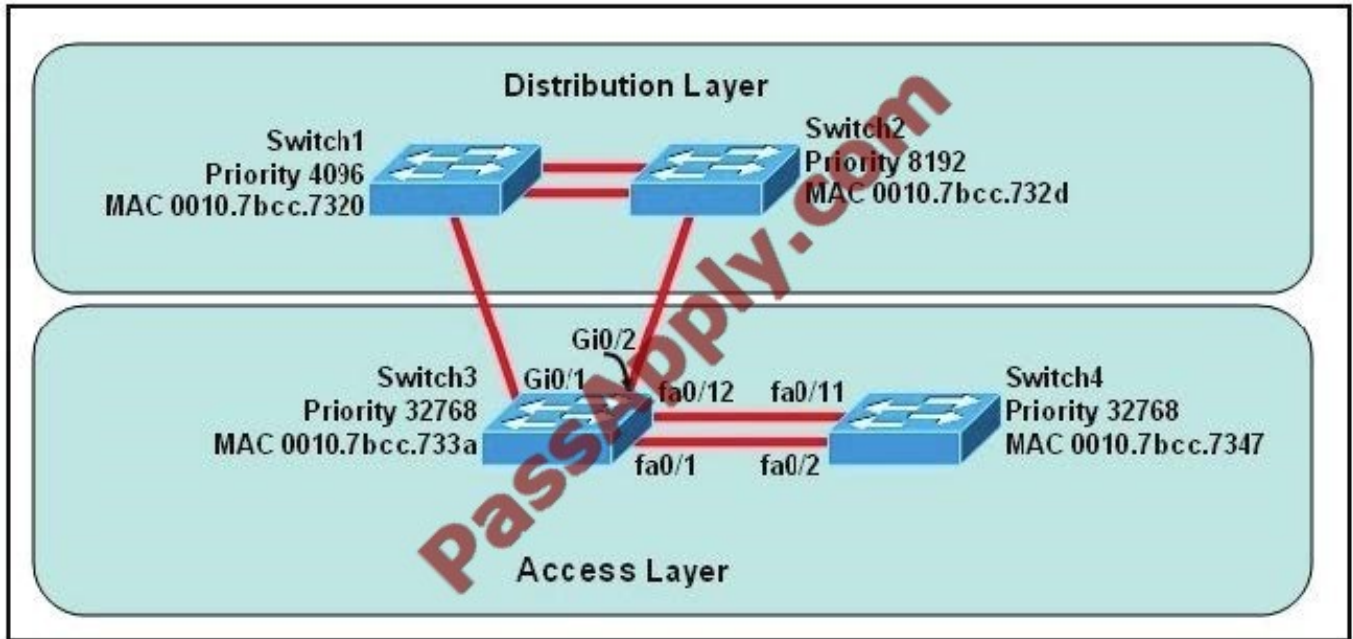 Distribution Layer
Switch1
Priority 4096
MAC 0010.7bcc.7320
Switch2
Priority 8192
MAC 0010.7bcc.732d
Gi0/2
Switch3
Priority 32768
MAC 0010.7bcc.733a
Gi0/1
fa0/12
fa0/11
fa0/1
fa0/2
Switch4
Priority 32768
MAC 0010.7bcc.7347
Access Layer
PassApply.com